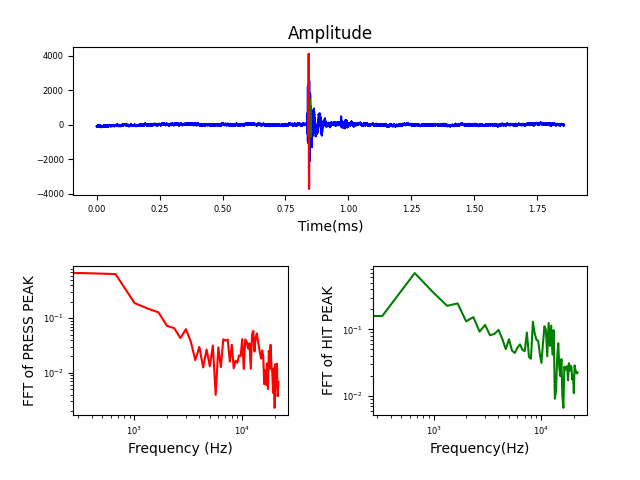 Amplitude
4000
2000
0
−2000
−4000
0.00 0.25 0.50 0.75 1.00 1.25 1.50 1.75
Time(ms)
FFT of PRESS PEAK
10⁻¹
10⁻²
10³ 10⁴
Frequency (Hz)
FFT of HIT PEAK
10⁻¹
10⁻²
10³ 10⁴
Frequency(Hz)